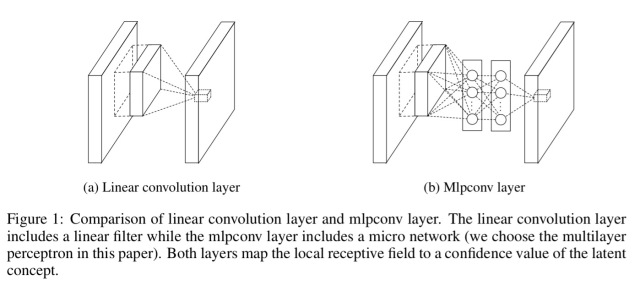 (a) Linear convolution layer
(b) Mlpconv layer
Figure 1: Comparison of linear convolution layer and mlpconv layer. The linear convolution layer
includes a linear filter while the mlpconv layer includes a micro network (we choose the multilayer
perceptron in this paper). Both layers map the local receptive field to a confidence value of the latent
concept.